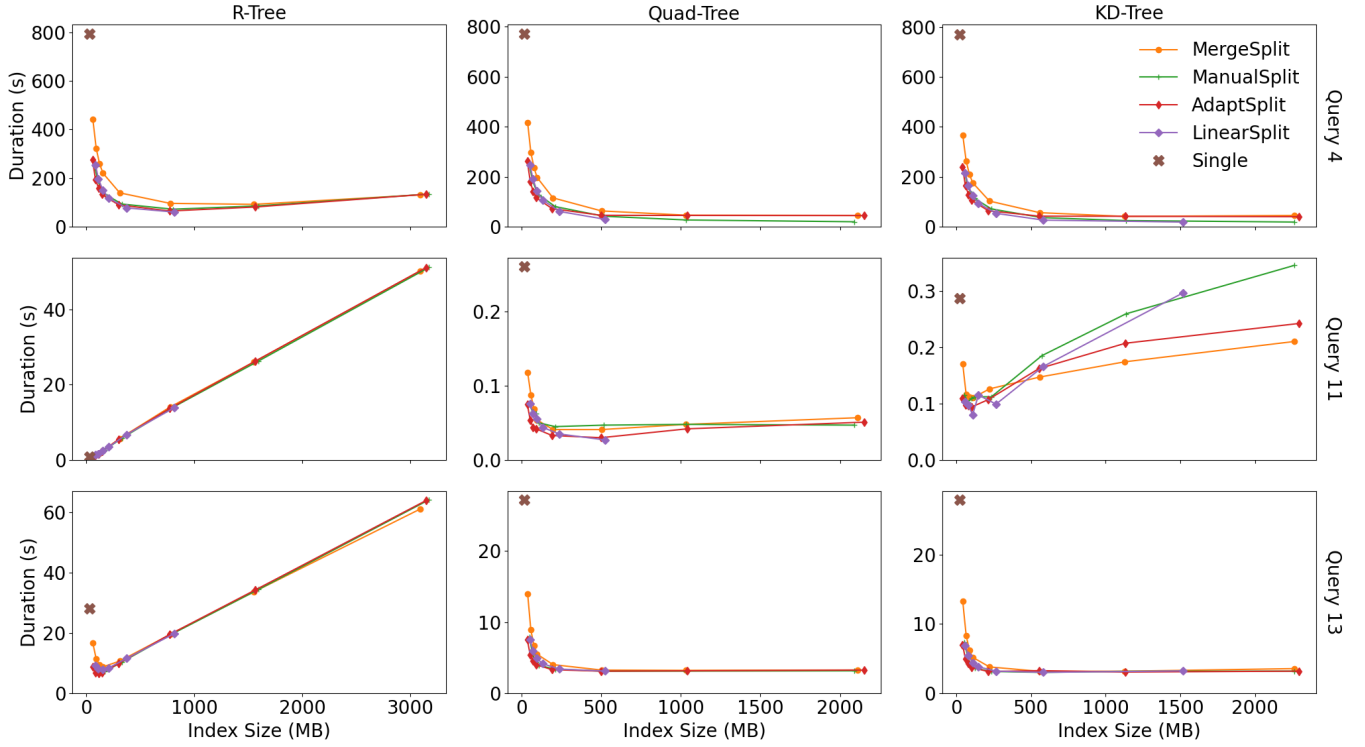 R-Tree
Quad-Tree
KD-Tree
Duration (s)
800
600
400
200
0
800
600
400
200
0
800
600
400
200
0
MergeSplit
ManualSplit
AdaptSplit
LinearSplit
Single
Query 4
Duration (s)
40
20
0
0.2
0.1
0.0
0.3
0.2
0.1
0.0
Query 11
Duration (s)
60
40
20
0
20
10
0
20
10
0
Query 13
0
1000
2000
3000
0
500
1000
1500
2000
0
500
1000
1500
2000
Index Size (MB)
Index Size (MB)
Index Size (MB)